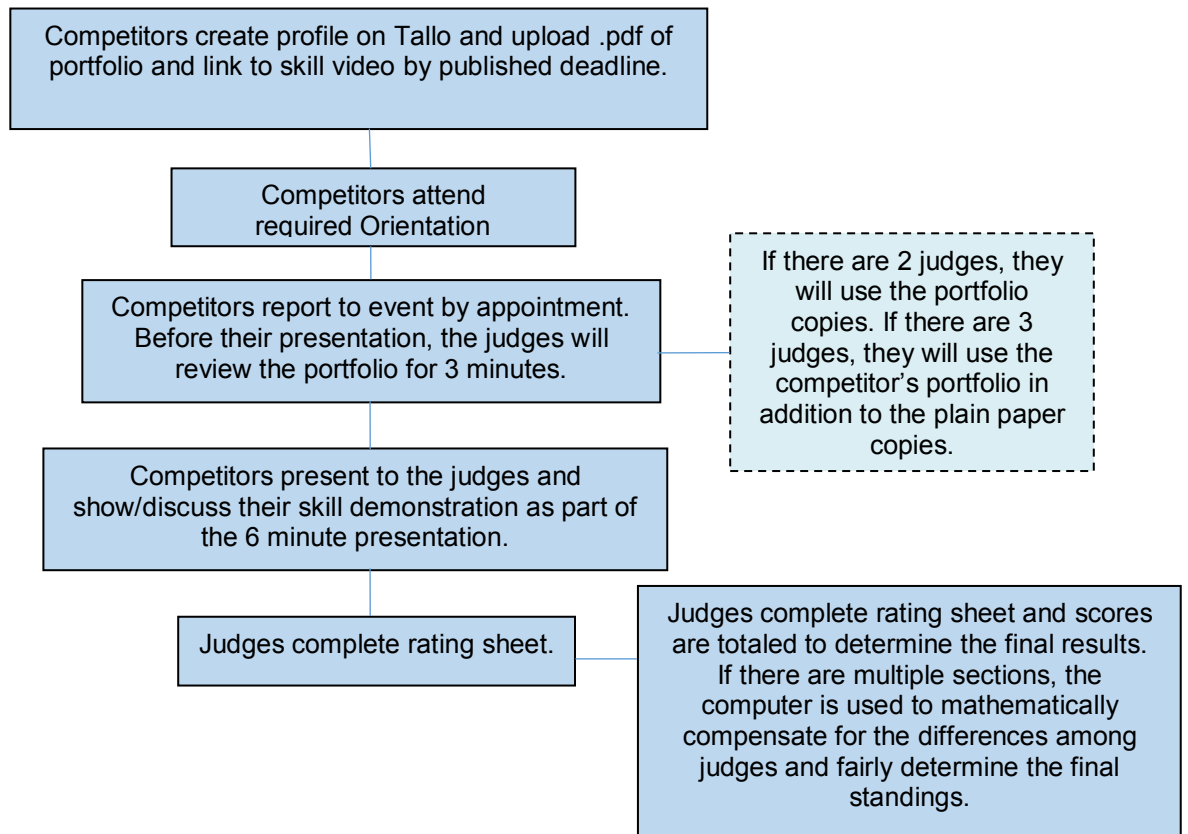 Competitors create profile on Tallo and upload .pdf of
portfolio and link to skill video by published deadline.
Competitors attend
required Orientation
Competitors report to event by appointment.
Before their presentation, the judges will
review the portfolio for 3 minutes.
If there are 2 judges, they
will use the portfolio
copies. If there are 3
judges, they will use the
competitor’s portfolio in
addition to the plain paper
copies.
Competitors present to the judges and
show/discuss their skill demonstration as part of
the 6 minute presentation.
Judges complete rating sheet.
Judges complete rating sheet and scores
are totaled to determine the final results.
If there are multiple sections, the
computer is used to mathematically
compensate for the differences among
judges and fairly determine the final
standings.